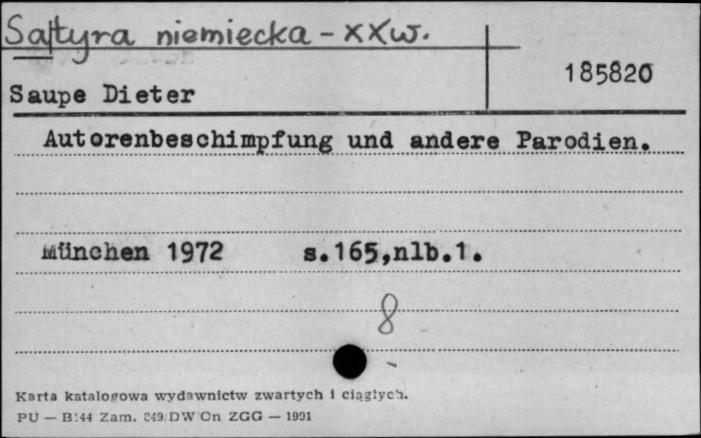 Satyra niemiecka - XXw.
185820
Saupe Dieter
Autorenbeschimpfung und andere Parodien.
München 1972 s.165,nlb.1.
8
Karta katalogowa wydawnictw zwartych i ciągłych.
PU — B144 Zam. 249/DW/On ZGG — 1991